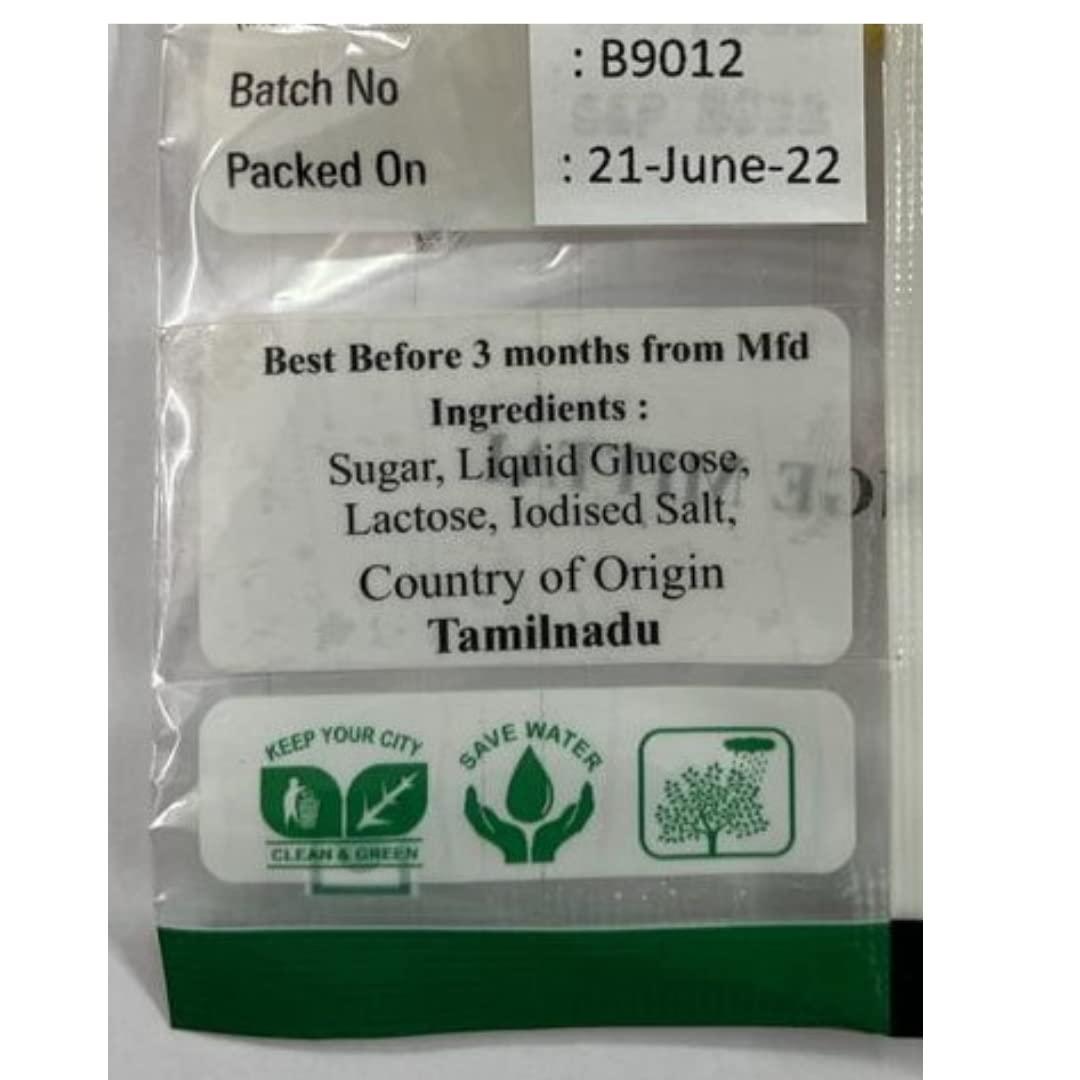 Batch No : B9012
Packed On : 21-June-22
Best Before 3 months from Mfd
Ingredients :
Sugar, Liquid Glucose,
Lactose, Iodised Salt,
Country of Origin
Tamilnadu
KEEP YOUR CITY
CLEAN & GREEN
SAVE WATER